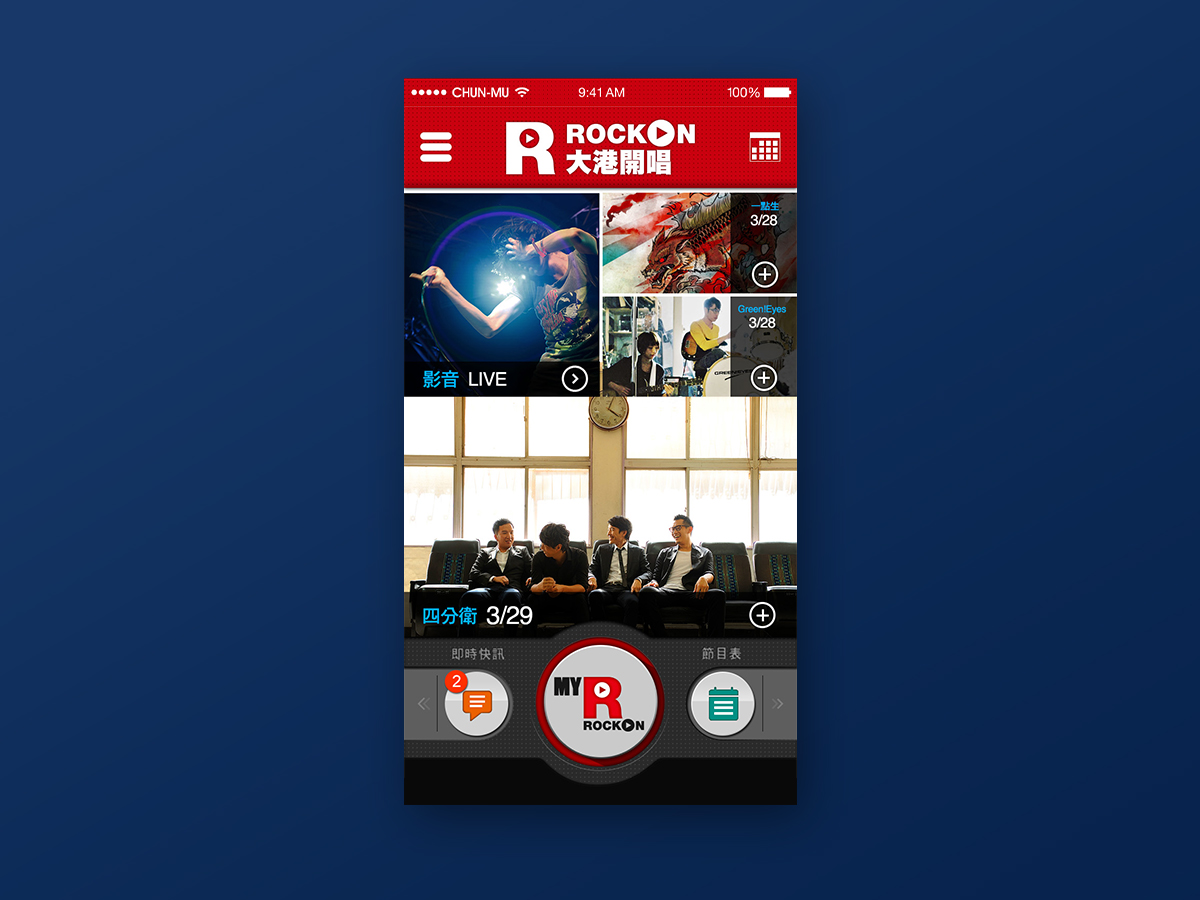 CHUN-MU
9:41 AM
100%
R
ROCKON
大港開唱
一點生
3/28
Green!Eyes
3/28
GREEN!EYES
影音 LIVE
四分衛 3/29
即時快訊
節目表
2
MY
R
ROCKON